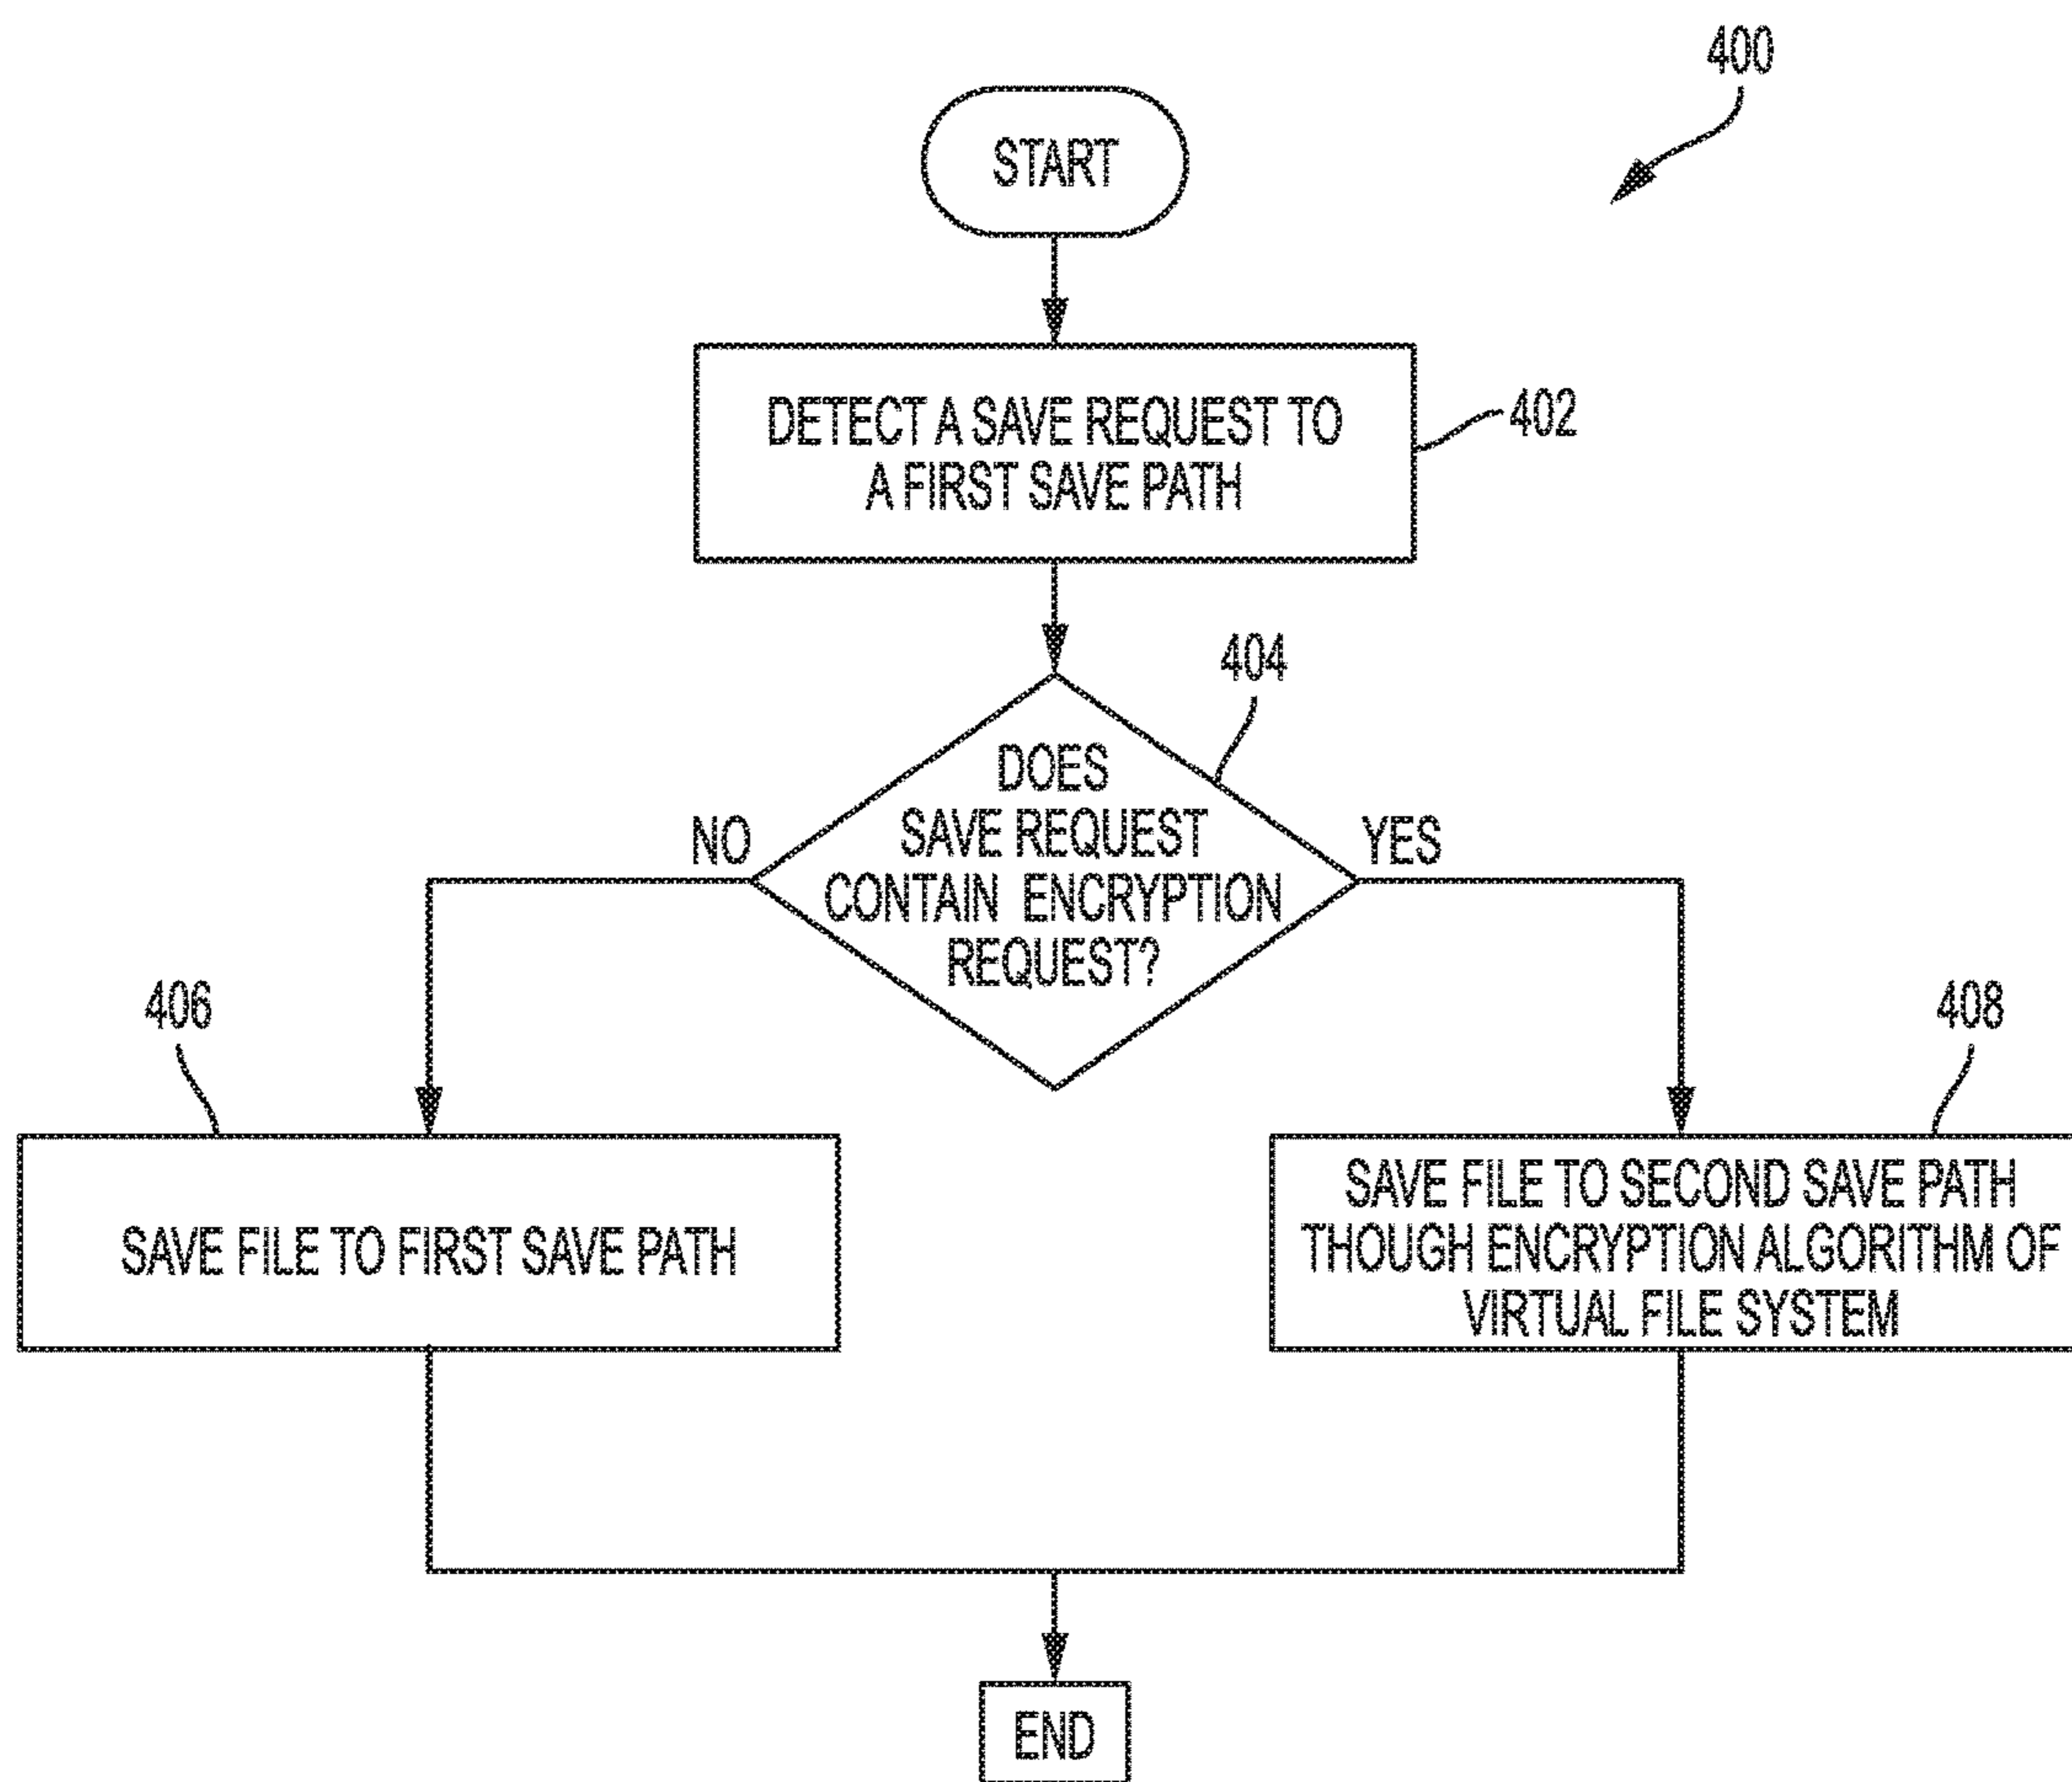 400
START
DETECT A SAVE REQUEST TO
A FIRST SAVE PATH
402
404
DOES
SAVE REQUEST
CONTAIN ENCRYPTION
REQUEST?
NO
YES
406
SAVE FILE TO FIRST SAVE PATH
408
SAVE FILE TO SECOND SAVE PATH
THOUGH ENCRYPTION ALGORITHM OF
VIRTUAL FILE SYSTEM
END